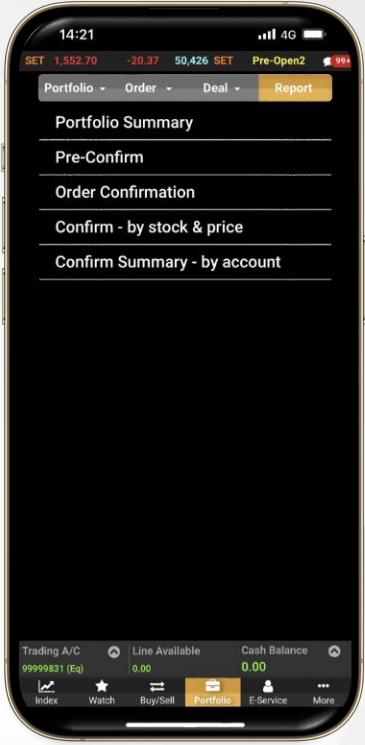 14:21 4G
SET 1,552.70 -20.37 50,426 SET Pre-Open2 99+
Portfolio Order Deal Report
Portfolio Summary
Pre-Confirm
Order Confirmation
Confirm - by stock & price
Confirm Summary - by account
Trading A/C Line Available Cash Balance
99999831 (Eq) 0.00 0.00
Index Watch Buy/Sell Portfolio E-Service More